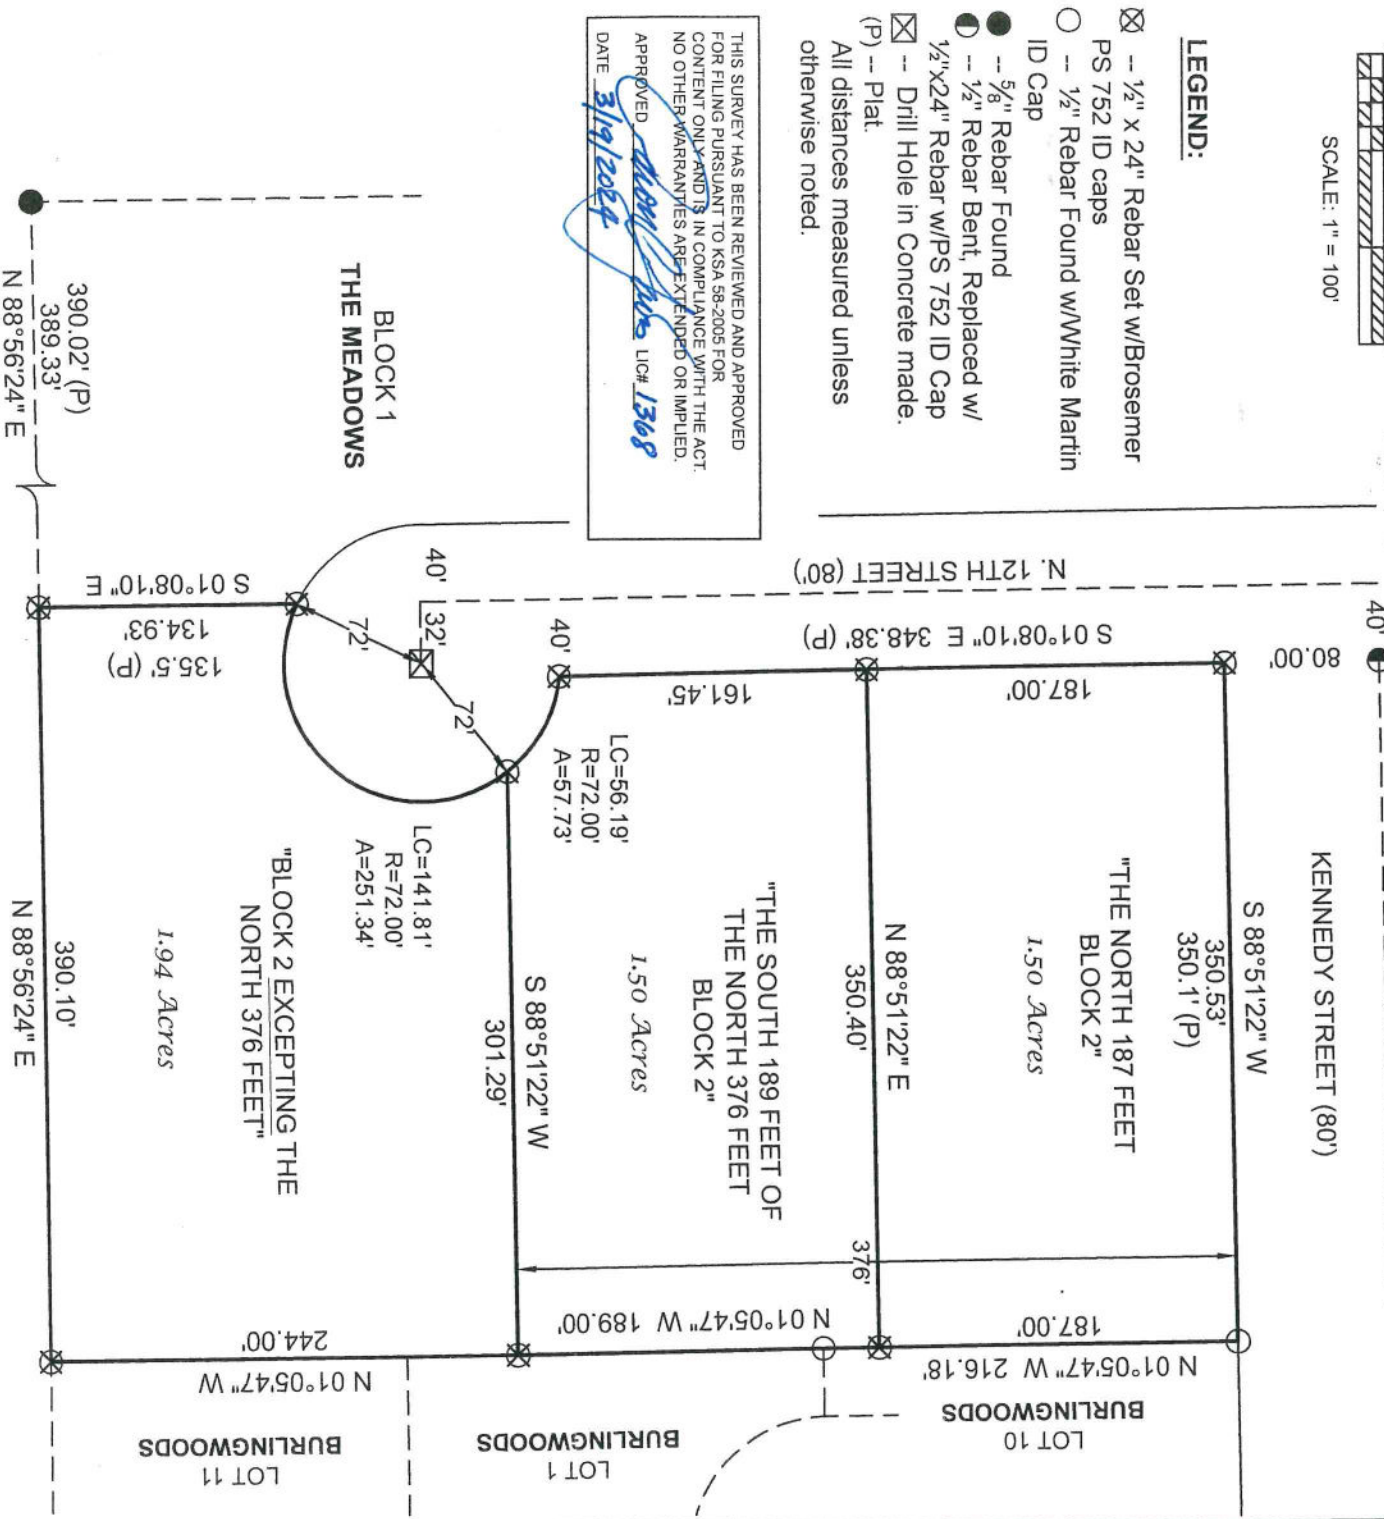 SCALE: 1" = 100'
LEGEND:
-- ½" x 24" Rebar Set w/Brosemer
PS 752 ID caps
-- ½" Rebar Found w/White Martin
ID Cap
-- ⅝" Rebar Found
-- ½" Rebar Bent, Replaced w/
½"x24" Rebar w/PS 752 ID Cap
-- Drill Hole in Concrete made.
(P) -- Plat.
All distances measured unless
otherwise noted.
THIS SURVEY HAS BEEN REVIEWED AND APPROVED
FOR FILING PURSUANT TO KSA 58-2005 FOR
CONTENT ONLY AND IS IN COMPLIANCE WITH THE ACT.
NO OTHER WARRANTIES ARE EXTENDED OR IMPLIED.
APPROVED LIC# 1368
DATE 3/19/2024
BLOCK 1
THE MEADOWS
390.02' (P)
389.33'
N 88°56'24" E
N. 12TH STREET (80')
40'
80.00'
KENNEDY STREET (80')
S 88°51'22" W
350.53'
350.1' (P)
S 01°08'10" E 348.38' (P)
187.00'
161.45'
"THE NORTH 187 FEET
BLOCK 2"
1.50 Acres
N 88°51'22" E
350.40'
"THE SOUTH 189 FEET OF
THE NORTH 376 FEET
BLOCK 2"
1.50 Acres
LC=56.19'
R=72.00'
A=57.73'
40'
40'
32'
72'
72'
S 88°51'22" W
301.29'
LC=141.81'
R=72.00'
A=251.34'
"BLOCK 2 EXCEPTING THE
NORTH 376 FEET"
1.94 Acres
S 01°08'10" E
134.93'
135.5' (P)
390.10'
N 88°56'24" E
376'
187.00'
N 01°05'47" W 216.18'
N 01°05'47" W 189.00'
244.00'
N 01°05'47" W
LOT 10
BURLINGWOODS
LOT 1
BURLINGWOODS
LOT 11
BURLINGWOODS